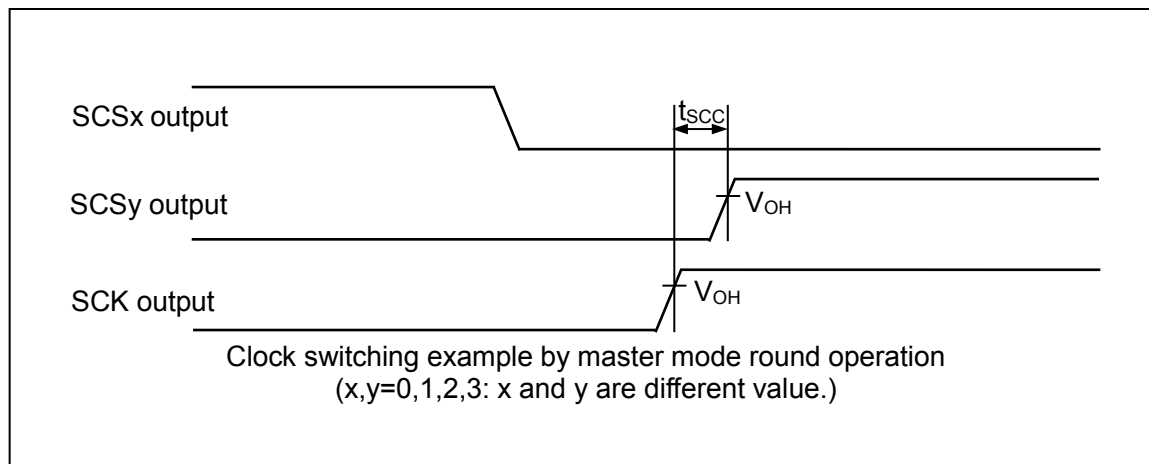 SCSx output
tSCC
SCSy output
VOH
SCK output
VOH
Clock switching example by master mode round operation
(x,y=0,1,2,3: x and y are different value.)